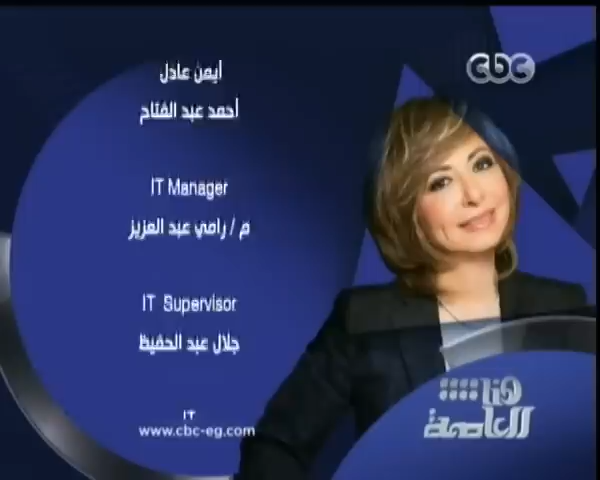 cbc
أيمن عادل
أحمد عبد الفتاح
IT Manager
م / رامي عبد العزيز
IT Supervisor
جلال عبد الحفيظ
IT
www.cbc-eg.com
هنا
العاصمة